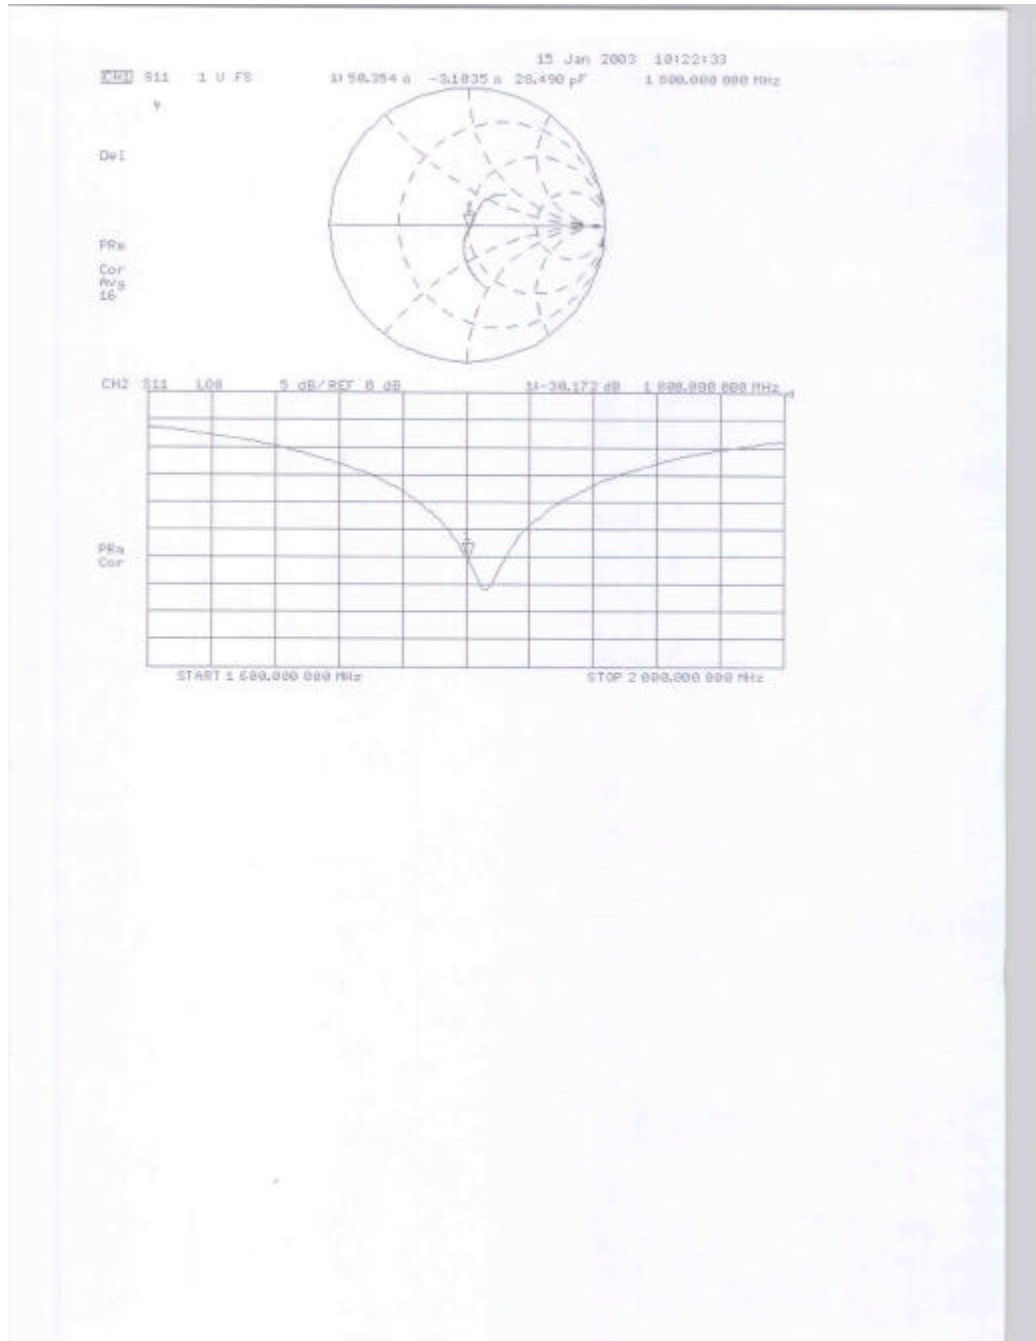 15 Jan 2003 10:22:33
CH1 S11 1 U FS 1: 50.354 Ω -3.1035 Ω 28.490 pF 1 800.000 000 MHz
Del
PRm
Cor
Avg
16
CH2 S11 LOG 5 dB/REF 0 dB 1:-30.172 dB 1 800.000 000 MHz
PRm
Cor
START 1 600.000 000 MHz STOP 2 000.000 000 MHz